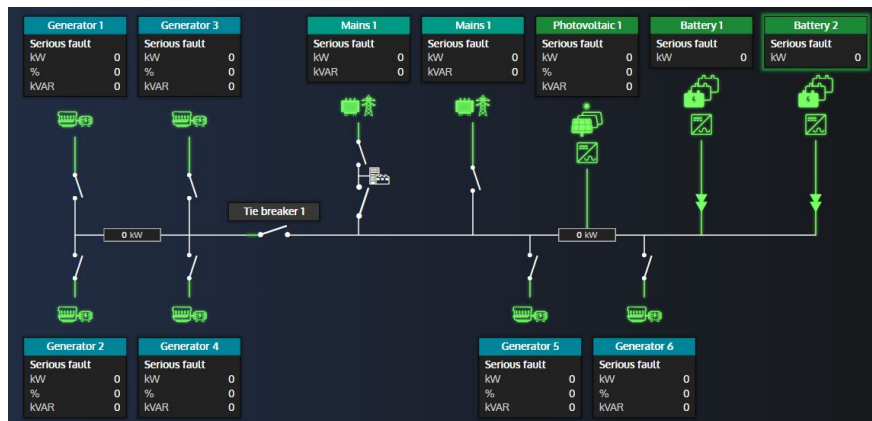 Generator 1
Serious fault
kW 0
% 0
kVAR 0
Generator 3
Serious fault
kW 0
% 0
kVAR 0
Mains 1
Serious fault
kW 0
kVAR 0
Mains 1
Serious fault
kW 0
kVAR 0
Photovoltaic 1
Serious fault
kW 0
% 0
kVAR 0
Battery 1
Serious fault
kW 0
Battery 2
Serious fault
kW 0
Tie breaker 1
0 kW
0 kW
Generator 2
Serious fault
kW 0
% 0
kVAR 0
Generator 4
Serious fault
kW 0
% 0
kVAR 0
Generator 5
Serious fault
kW 0
% 0
kVAR 0
Generator 6
Serious fault
kW 0
% 0
kVAR 0